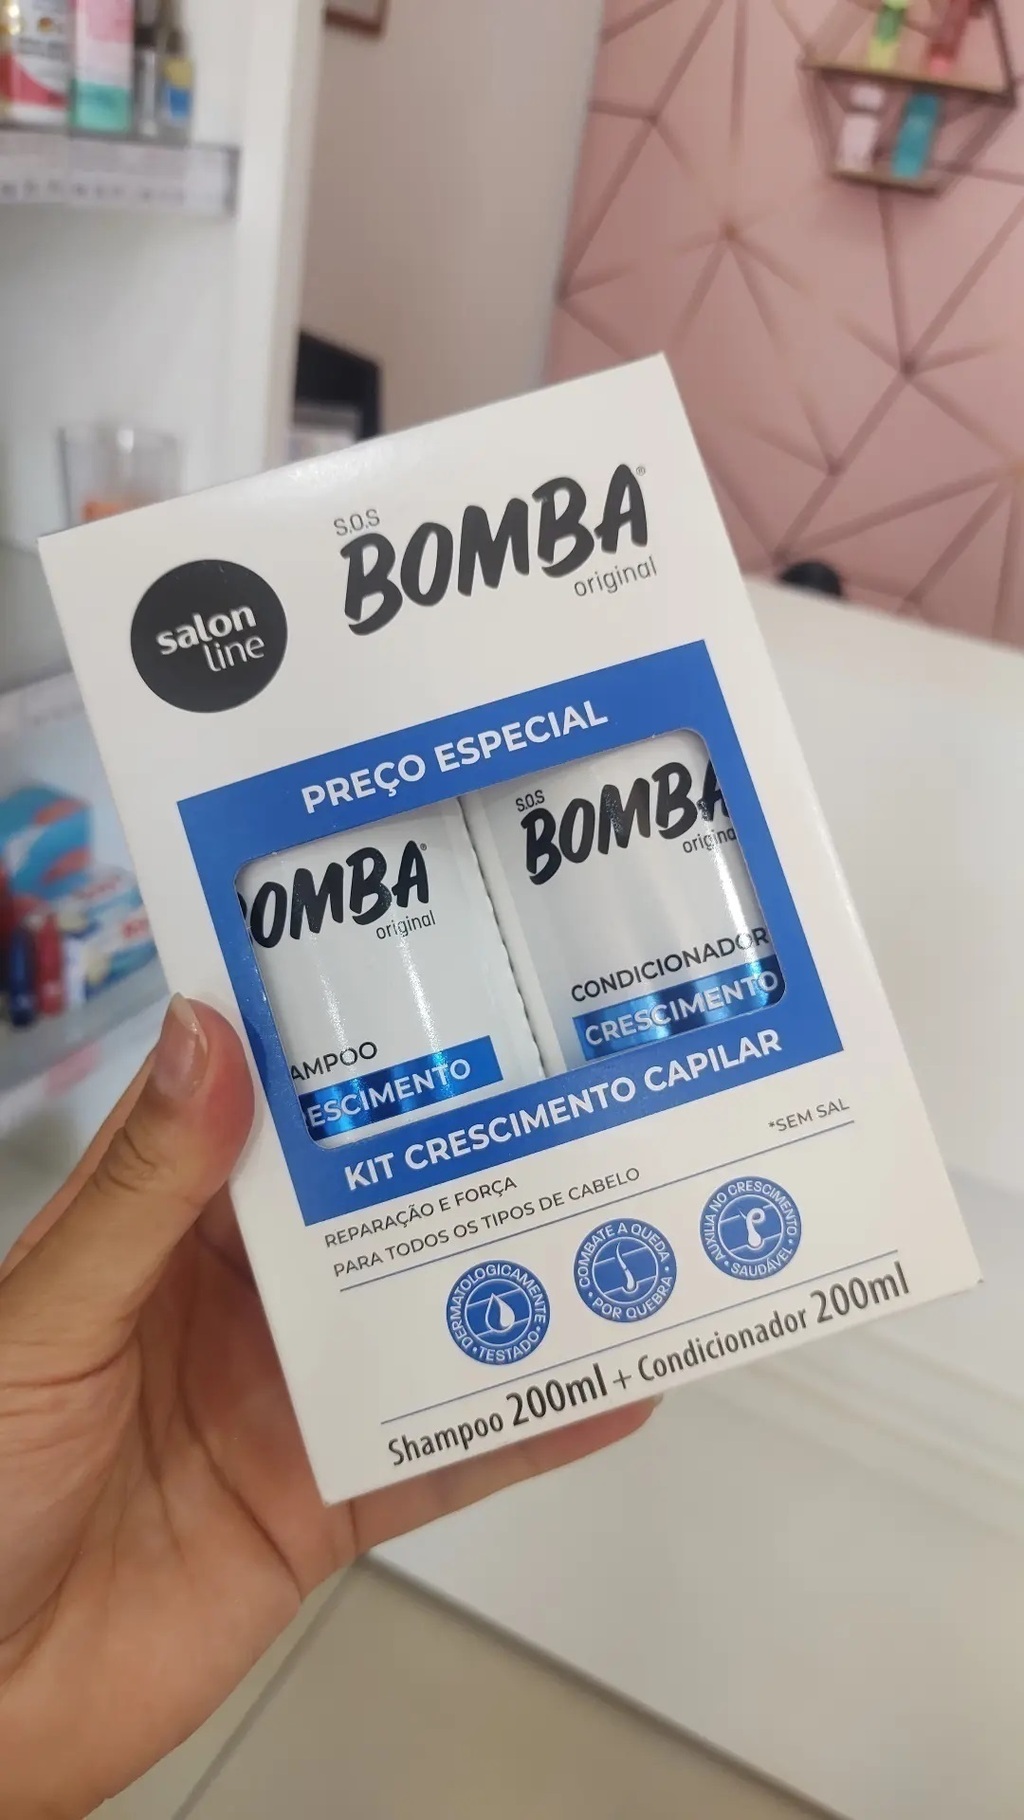 salon
line
S.O.S
BOMBA®
original
PREÇO ESPECIAL
OMBA®
original
AMPOO
ESCIMENTO
S.O.S
BOMBA
original
CONDICIONADOR
CRESCIMENTO
KIT CRESCIMENTO CAPILAR
*SEM SAL
REPARAÇÃO E FORÇA
PARA TODOS OS TIPOS DE CABELO
DERMATOLOGICAMENTE
• TESTADO •
COMBATE A QUEDA
• POR QUEBRA •
AUXILIA NO CRESCIMENTO
• SAUDÁVEL •
Shampoo 200ml + Condicionador 200ml